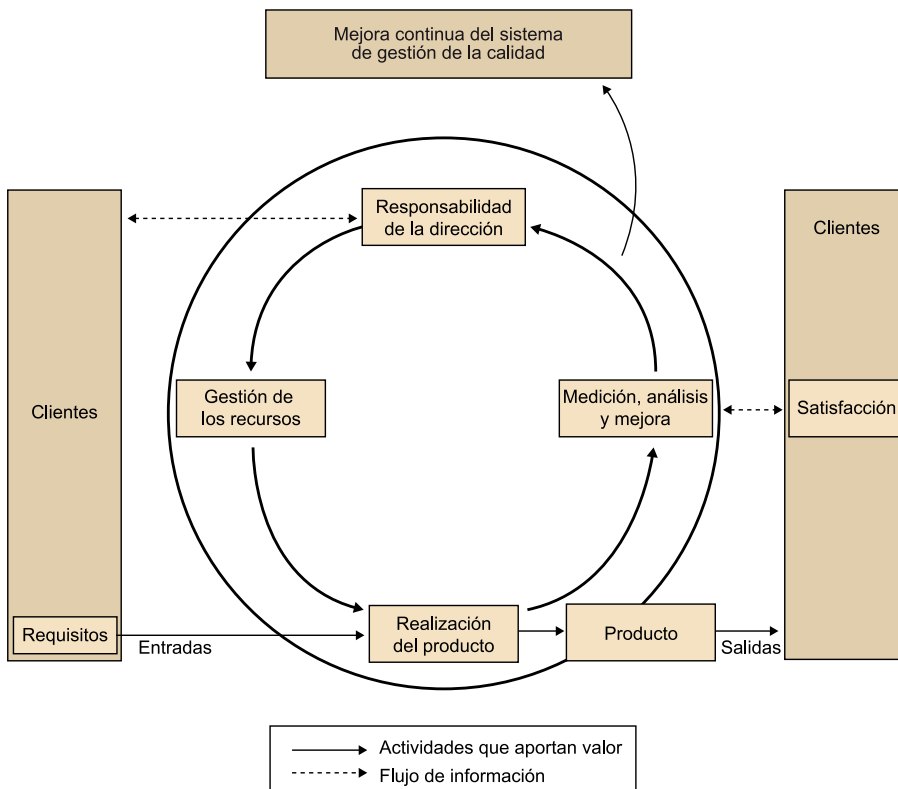 Mejora continua del sistema
de gestión de la calidad
Responsabilidad
de la dirección
Clientes
Gestión de
los recursos
Clientes
Medición, análisis
y mejora
Satisfacción
Requisitos
Entradas
Realización
del producto
Producto
Salidas
Actividades que aportan valor
Flujo de información